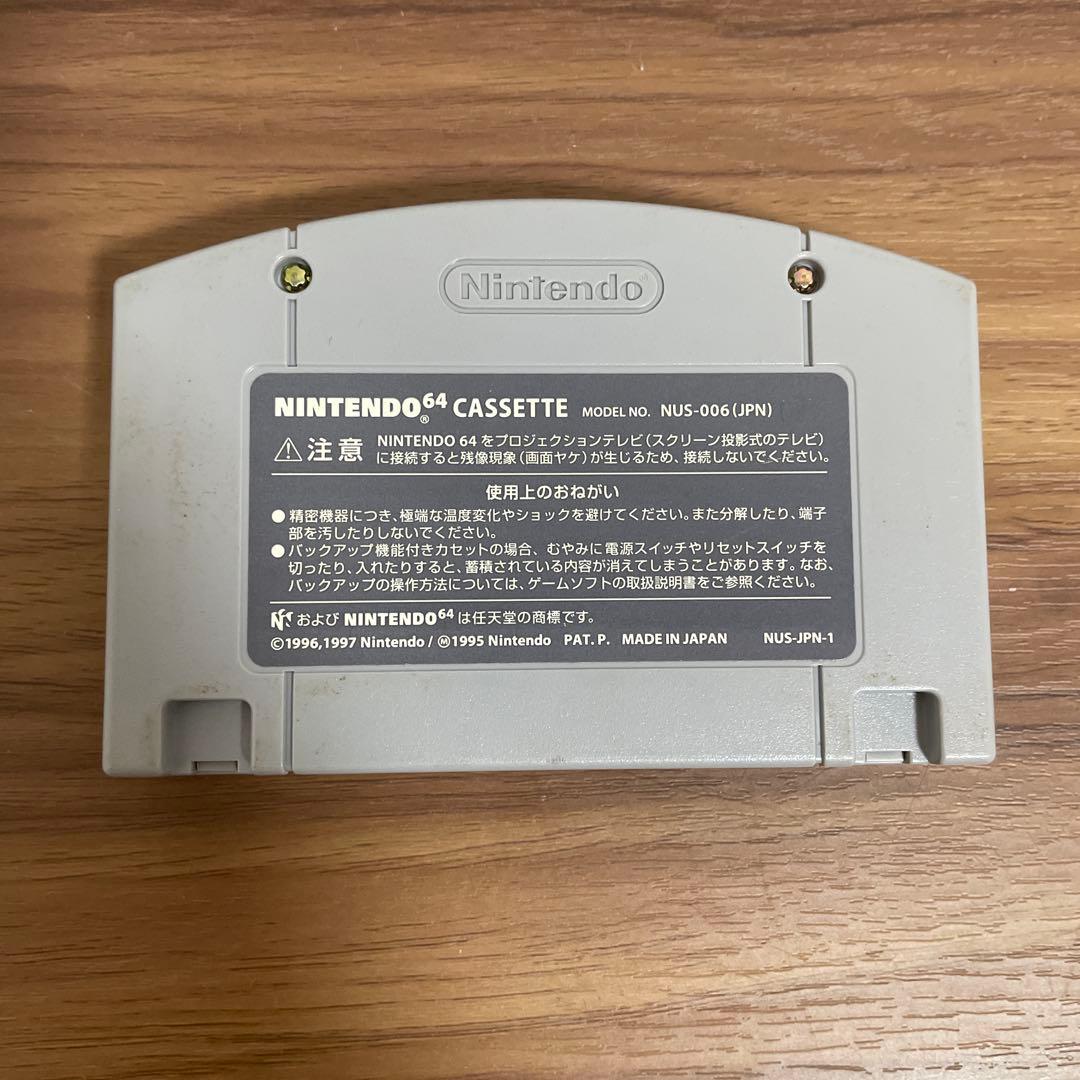 Nintendo®
NINTENDO®64 CASSETTE MODEL NO. NUS-006(JPN)
⚠注意 NINTENDO 64 をプロジェクションテレビ(スクリーン投影式のテレビ)
に接続すると残像現象(画面ヤケ)が生じるため、接続しないでください。
使用上のおねがい
●精密機器につき、極端な温度変化やショックを避けてください。また分解したり、端子
部を汚したりしないでください。
●バックアップ機能付きカセットの場合、むやみに電源スイッチやリセットスイッチを
切ったり、入れたりすると、蓄積されている内容が消えてしまうことがあります。なお、
バックアップの操作方法については、ゲームソフトの取扱説明書をご参照ください。
および NINTENDO64 は任天堂の商標です。
©1996,1997 Nintendo/Ⓜ1995 Nintendo PAT. P. MADE IN JAPAN NUS-JPN-1